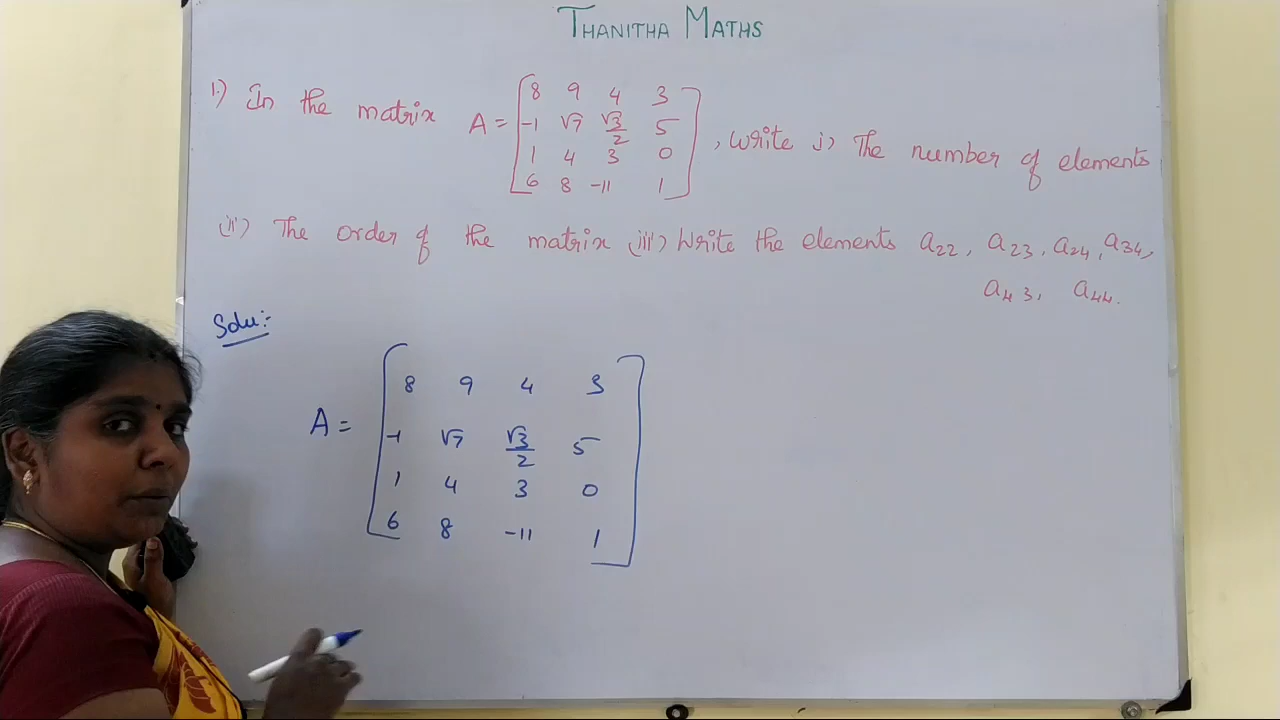 THANITHA MATHS
1.) In the matrix A = [8 9 4 3
-1 √7 √3/2 5
1 4 3 0
6 8 -11 1], Write i) The number of elements
(ii) The order of the matrix (iii) Write the elements a22, a23, a24, a34,
a43, a44.
Solu:-
A = [8 9 4 3
-1 √7 √3/2 5
1 4 3 0
6 8 -11 1]